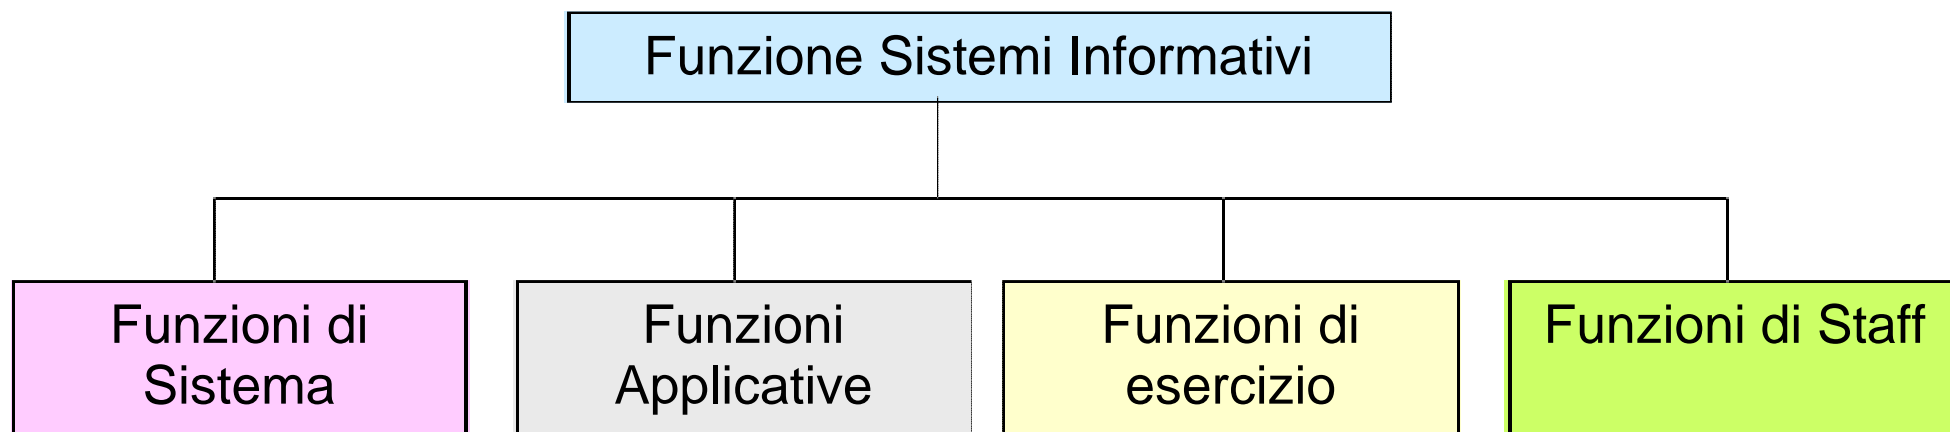 Funzione Sistemi Informativi
Funzioni di
Sistema
Funzioni
Applicative
Funzioni di
esercizio
Funzioni di Staff